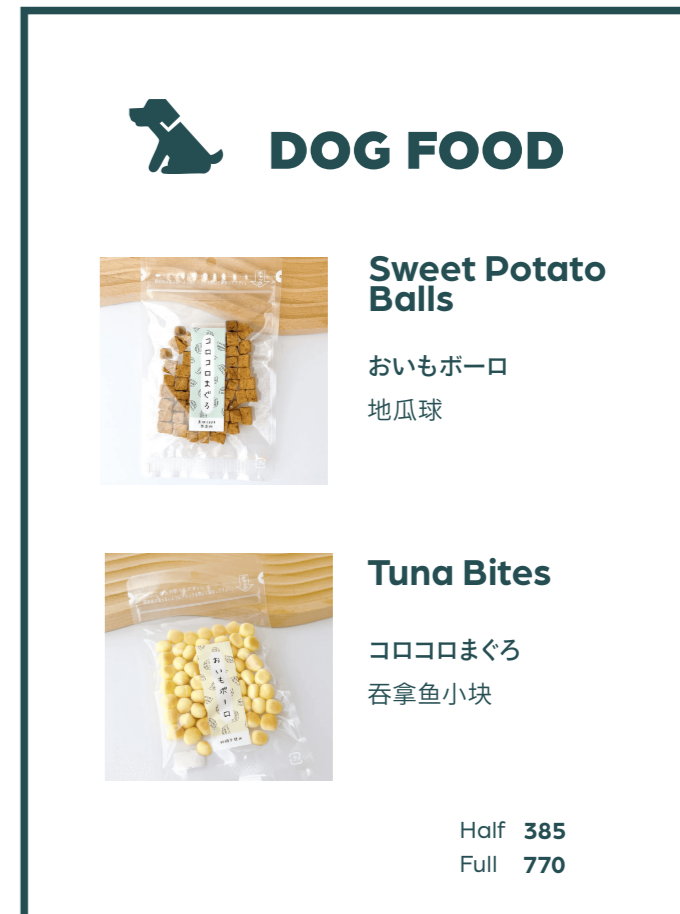 DOG FOOD
Sweet Potato
Balls
おいもボーロ
地瓜球
コロコロまぐろ
Tuna Bites
コロコロまぐろ
吞拿鱼小块
おいもボーロ
Half 385
Full 770